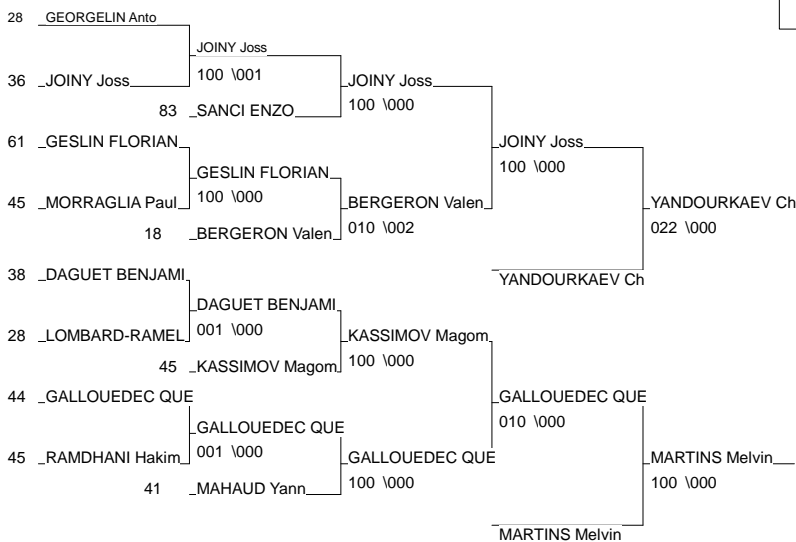 28 GEORGELIN Anto
JOINY Joss
36 JOINY Joss 100 \001 JOINY Joss
83 SANCI ENZO 100 \000
61 GESLIN FLORIAN JOINY Joss
GESLIN FLORIAN 100 \000
45 MORRAGLIA Paul 100 \000 BERGERON Valen YANDOURKAEV Ch
18 BERGERON Valen 010 \002 022 \000
38 DAGUET BENJAMI YANDOURKAEV Ch
DAGUET BENJAMI
28 LOMBARD-RAMEL 001 \000 KASSIMOV Magom
45 KASSIMOV Magom 100 \000
44 GALLOUEDEC QUE GALLOUEDEC QUE
GALLOUEDEC QUE 010 \000
45 RAMDHANI Hakim 001 \000 GALLOUEDEC QUE MARTINS Melvin
41 MAHAUD Yann 100 \000 100 \000
MARTINS Melvin